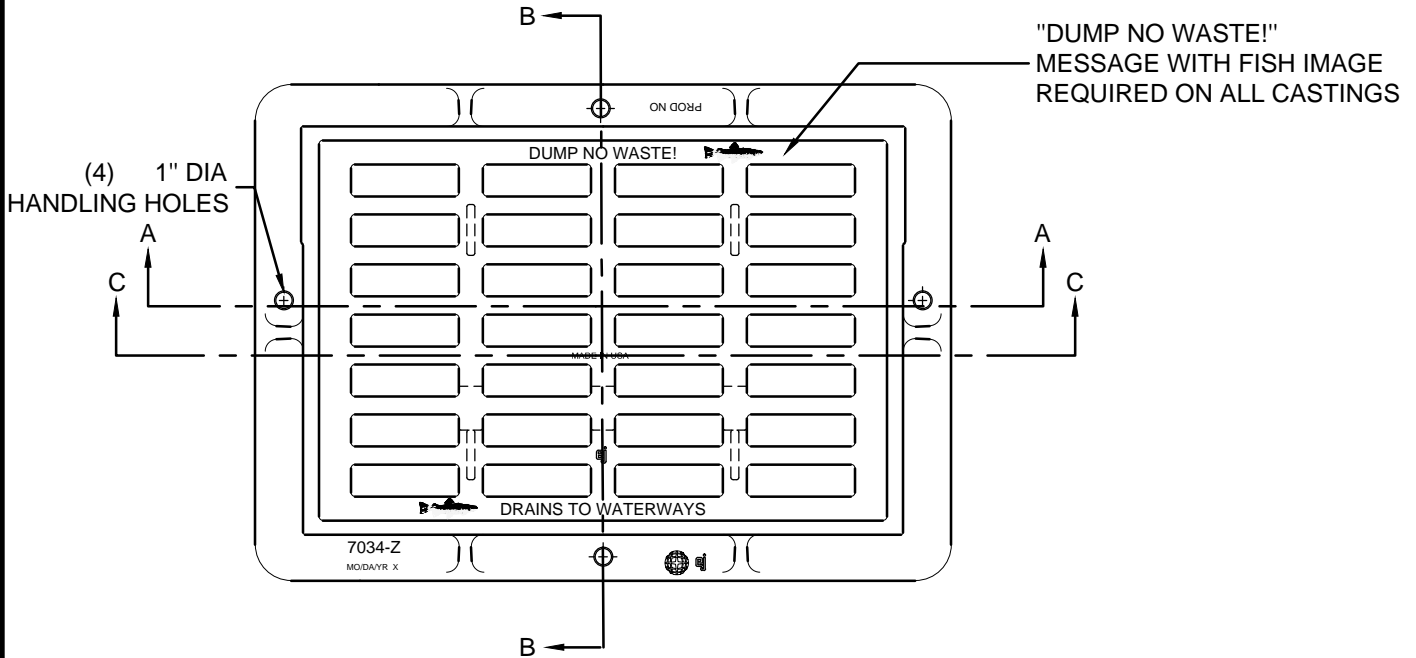 B
"DUMP NO WASTE!"
MESSAGE WITH FISH IMAGE
REQUIRED ON ALL CASTINGS
PROD NO
DUMP NO WASTE!
(4) 1" DIA
HANDLING HOLES
A
A
C
C
MADE IN USA
DRAINS TO WATERWAYS
7034-Z
MO/DA/YR X
B